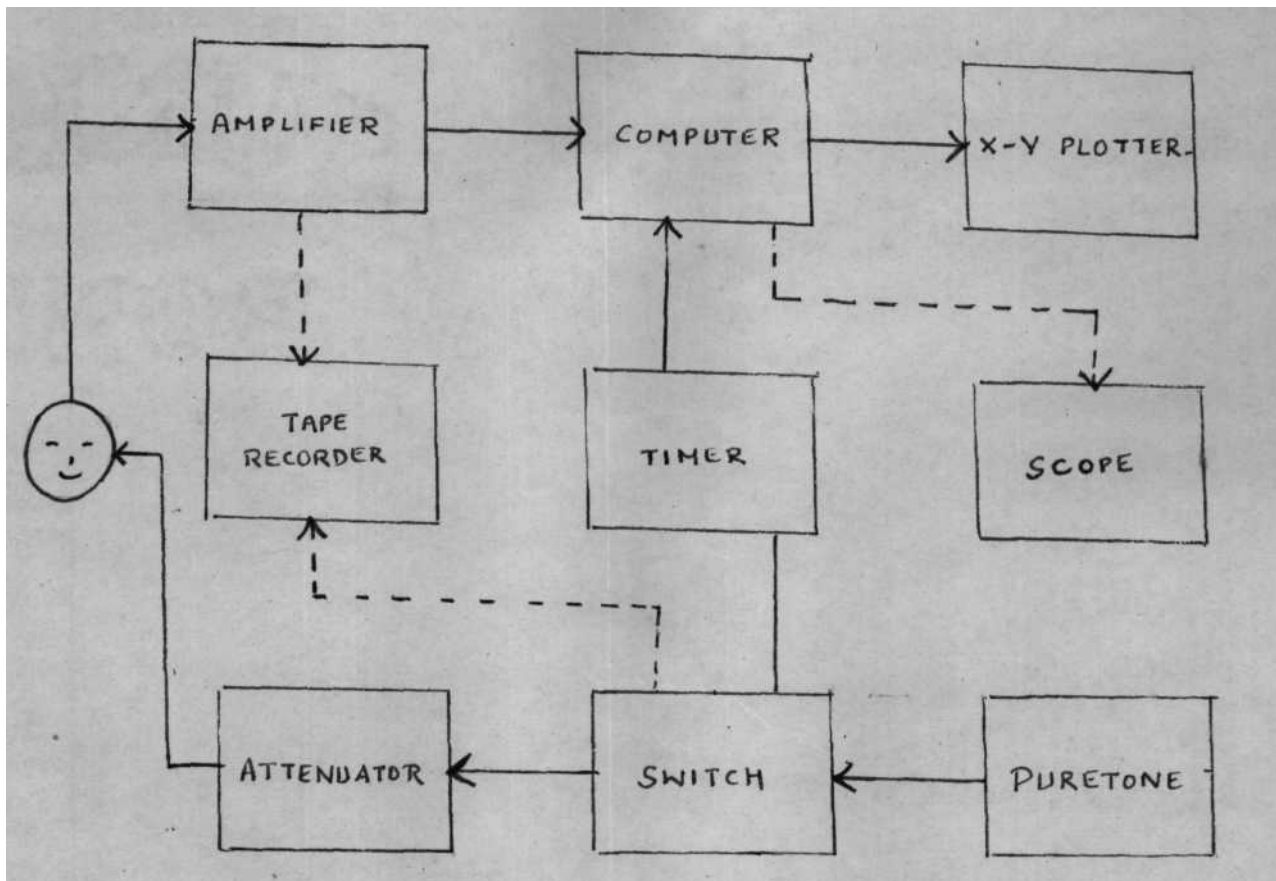 AMPLIFIER
COMPUTER
X-Y PLOTTER
TAPE
RECORDER
TIMER
SCOPE
ATTENUATOR
SWITCH
PURETONE